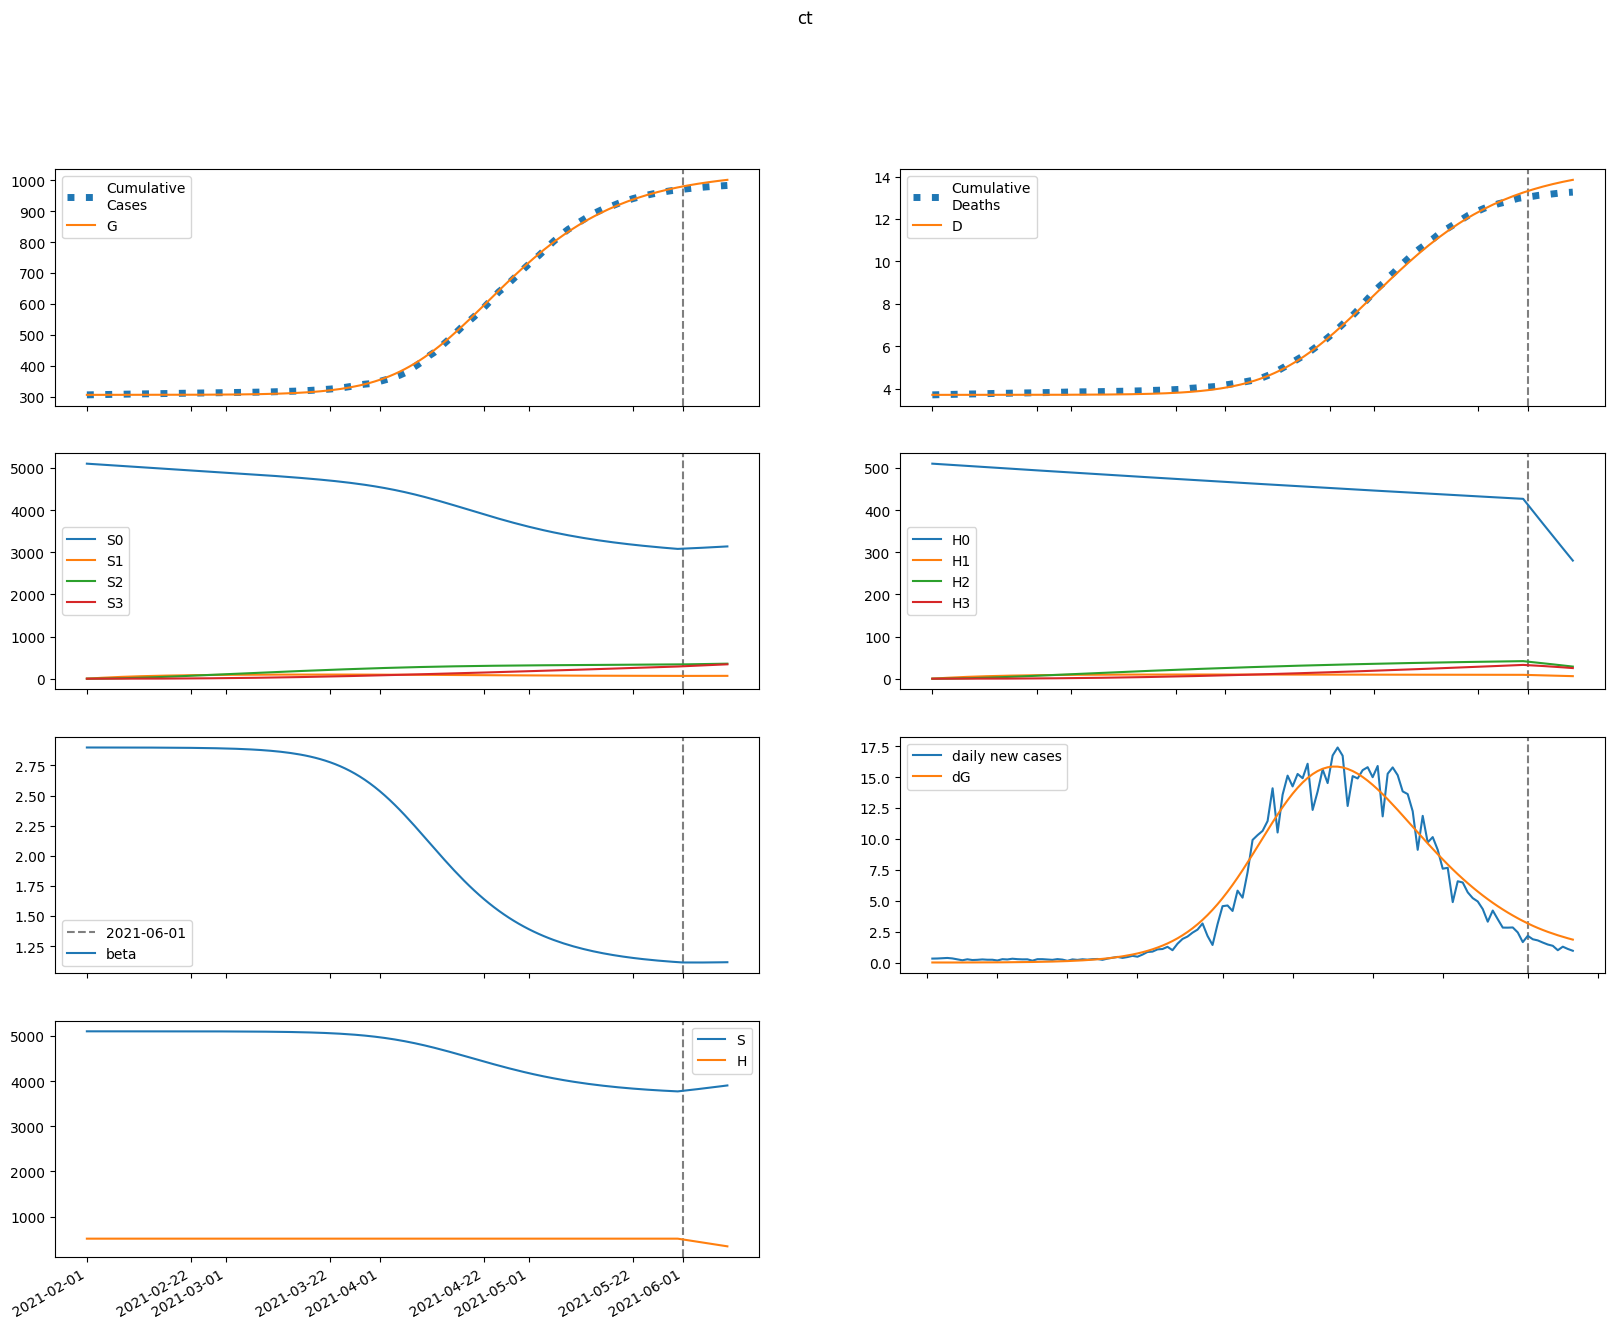 ct
Cumulative
Cases
G
1000
900
800
700
600
500
400
300
Cumulative
Deaths
D
14
12
10
8
6
4
5000
4000
3000
2000
1000
0
S0
S1
S2
S3
500
400
300
200
100
0
H0
H1
H2
H3
2.75
2.50
2.25
2.00
1.75
1.50
1.25
2021-06-01
beta
17.5
15.0
12.5
10.0
7.5
5.0
2.5
0.0
daily new cases
dG
5000
4000
3000
2000
1000
S
H
2021-02-01
2021-02-22
2021-03-01
2021-03-22
2021-04-01
2021-04-22
2021-05-01
2021-05-22
2021-06-01